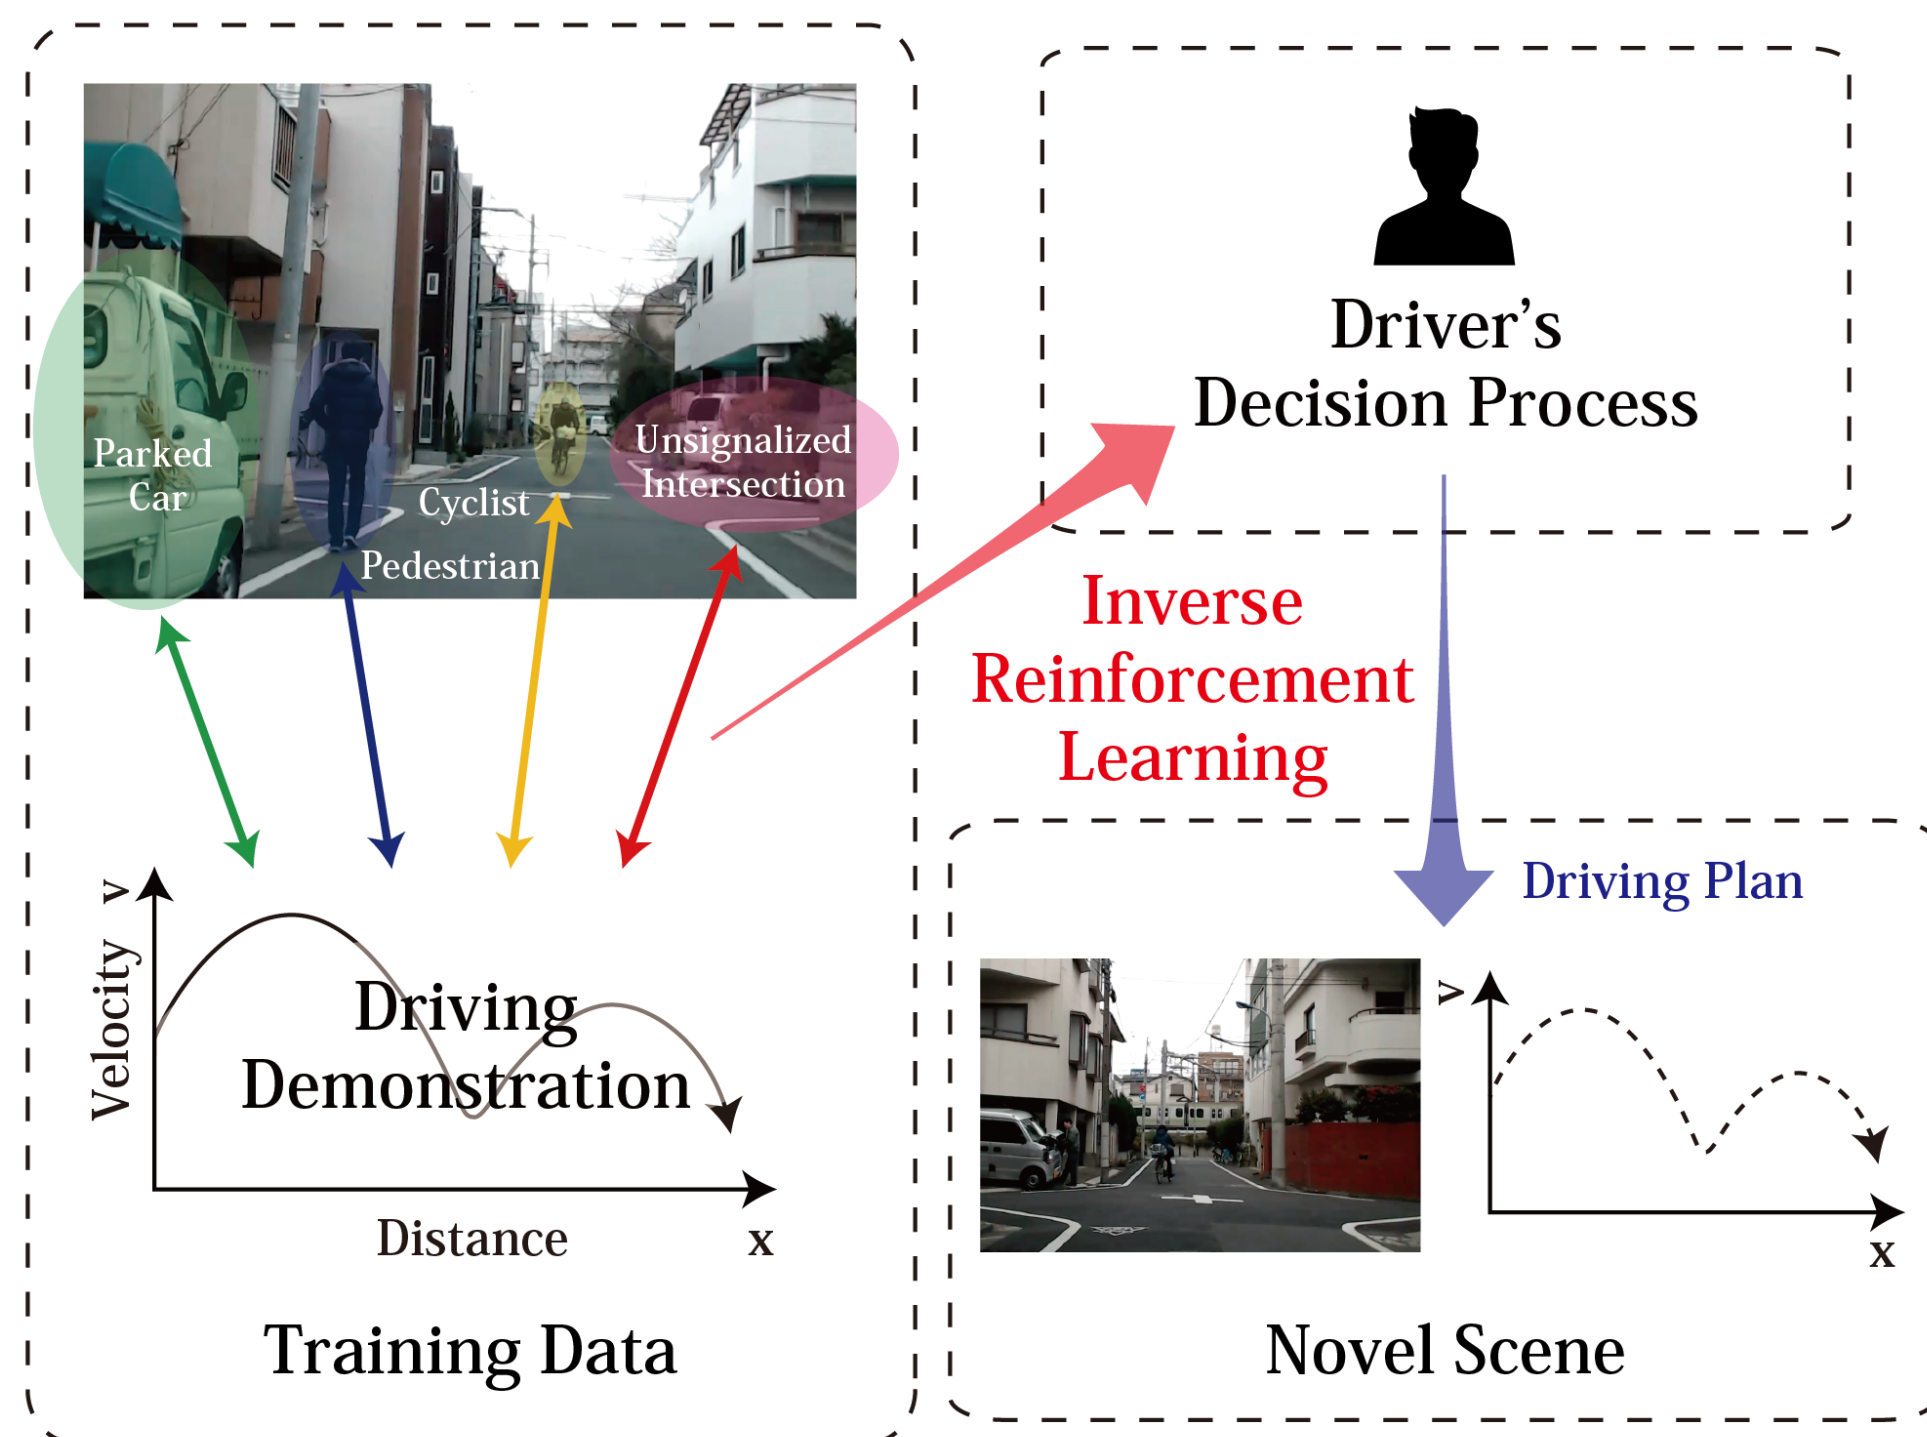 Parked
Car
Cyclist
Pedestrian
Unsignalized
Intersection
Velocity v
Driving
Demonstration
Distance
x
Training Data
Driver’s
Decision Process
Inverse
Reinforcement
Learning
Driving Plan
v
x
Novel Scene